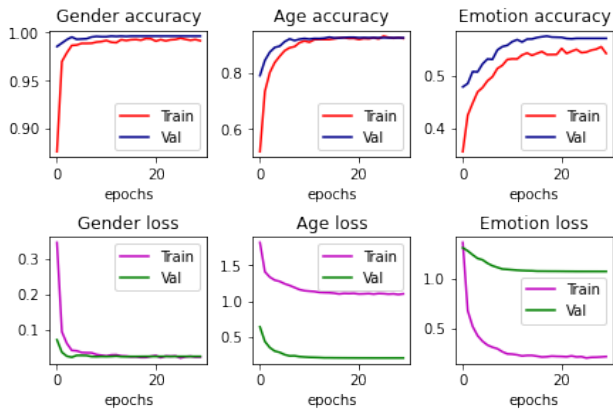 Gender accuracy
1.00
0.95
0.90
Train
Val
0
20
epochs
Age accuracy
0.8
0.6
Train
Val
0
20
epochs
Emotion accuracy
0.5
0.4
Train
Val
0
20
epochs
Gender loss
0.3
0.2
0.1
Train
Val
0
20
epochs
Age loss
1.5
1.0
0.5
Train
Val
0
20
epochs
Emotion loss
1.0
0.5
Train
Val
0
20
epochs